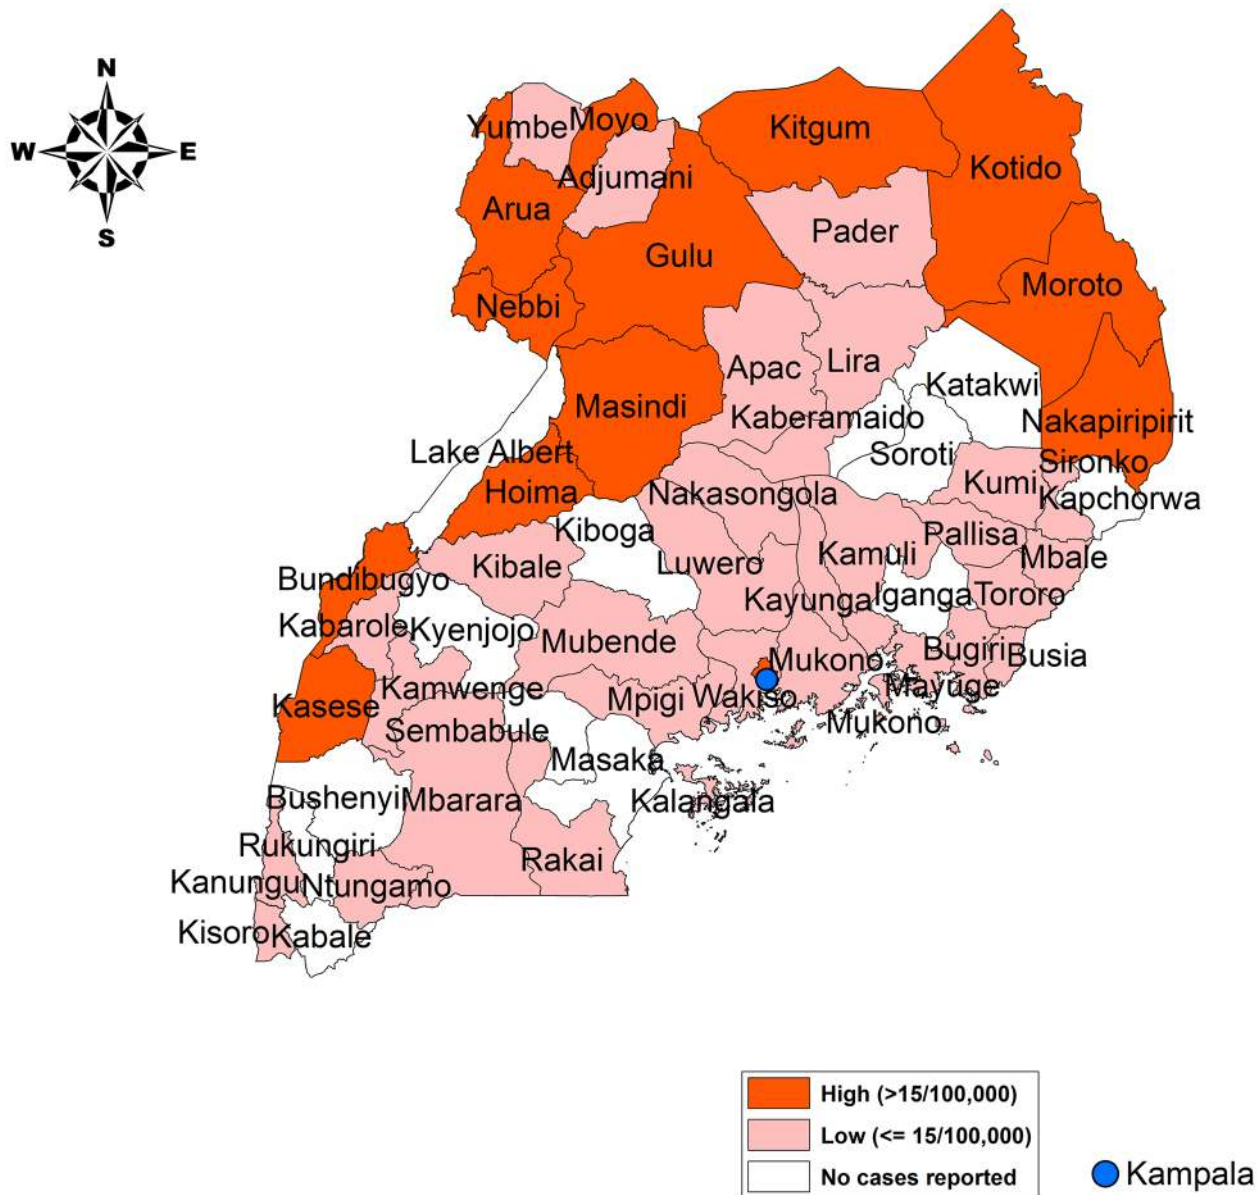 N
W
E
S
Yumbe
Moyo
Kitgum
Kotido
Adjumani
Arua
Pader
Gulu
Moroto
Nebbi
Apac
Lira
Katakwi
Masindi
Kaberamaido
Nakapiripirit
Lake Albert
Soroti
Sironko
Hoima
Nakasongola
Kumi
Kapchorwa
Kiboga
Pallisa
Kibale
Luwero
Kamuli
Mbale
Bundibugyo
Kayunga
Iganga
Tororo
Kabarole
Kyenjojo
Mubende
Bugiri
Busia
Mukono
Kamwenge
Mpigi
Wakiso
Mayuge
Kasese
Mukono
Sembabule
Masaka
Bushenyi
Mbarara
Kalangala
Rukungiri
Rakai
Kanungu
Ntungamo
Kisoro
Kabale
High (>15/100,000)
Low (<= 15/100,000)
No cases reported
Kampala